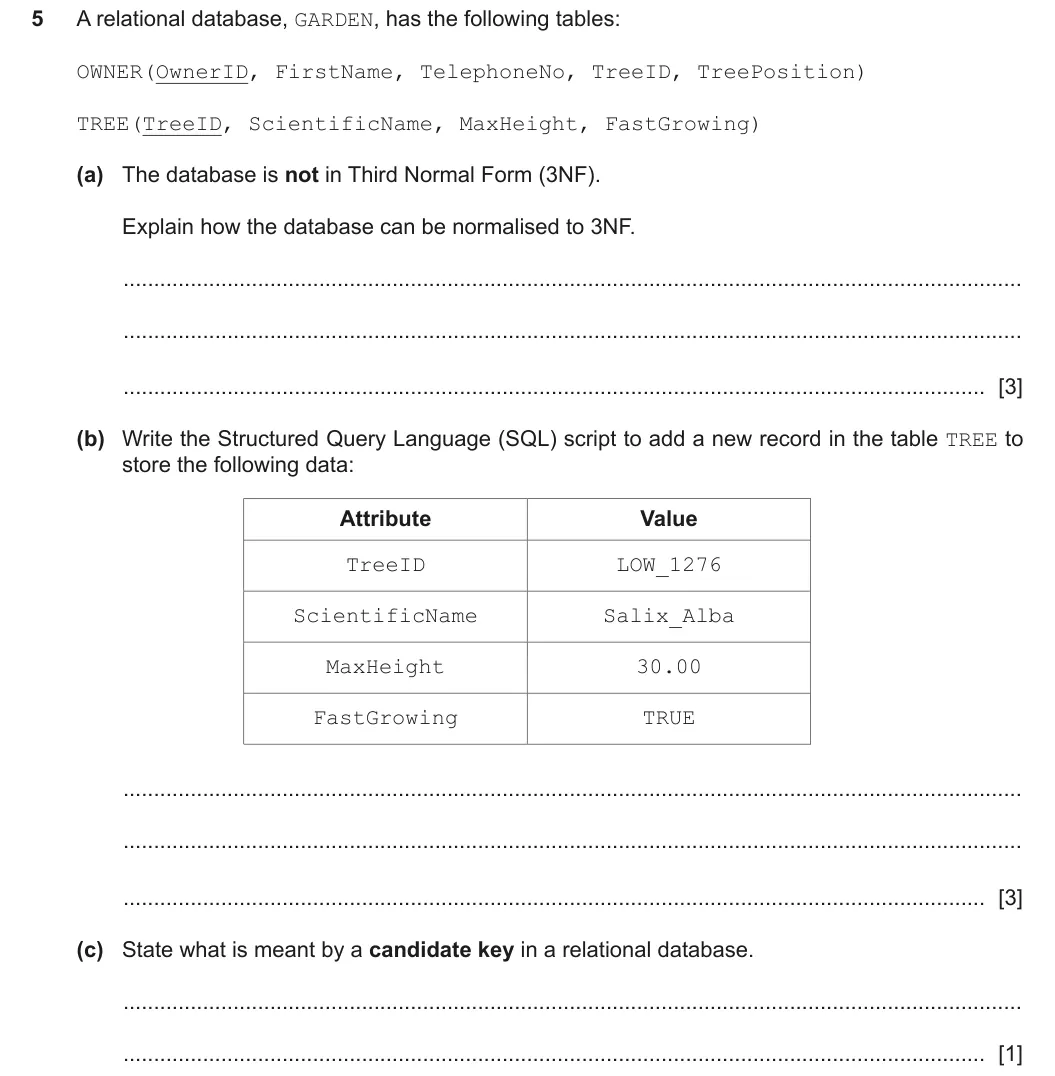 5 A relational database, GARDEN, has the following tables:
OWNER(OwnerID, FirstName, TelephoneNo, TreeID, TreePosition)
TREE(TreeID, ScientificName, MaxHeight, FastGrowing)
(a) The database is not in Third Normal Form (3NF).
Explain how the database can be normalised to 3NF.
[3]
(b) Write the Structured Query Language (SQL) script to add a new record in the table TREE to
store the following data:
Attribute Value
TreeID LOW_1276
ScientificName Salix_Alba
MaxHeight 30.00
FastGrowing TRUE
[3]
(c) State what is meant by a candidate key in a relational database.
[1]